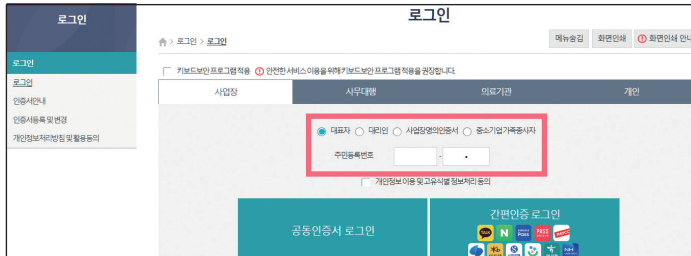 로그인
로그인
로그인
인증서안내
인증서등록 및 변경
개인정보처리방침 및 활용동의
로그인
> 로그인 > 로그인
메뉴숨김 화면인쇄 화면인쇄 안내
키보드보안 프로그램 적용 안전한 서비스 이용을 위해 키보드보안 프로그램 적용을 권장합니다.
사업장 사무대행 의료기관 개인
대표자 대리인 사업장명의인증서 중소기업가족종사자
주민등록번호 -
개인정보 이용 및 고유식별 정보처리 동의
공동인증서 로그인
간편인증 로그인
TALK N PASS PASS
NH